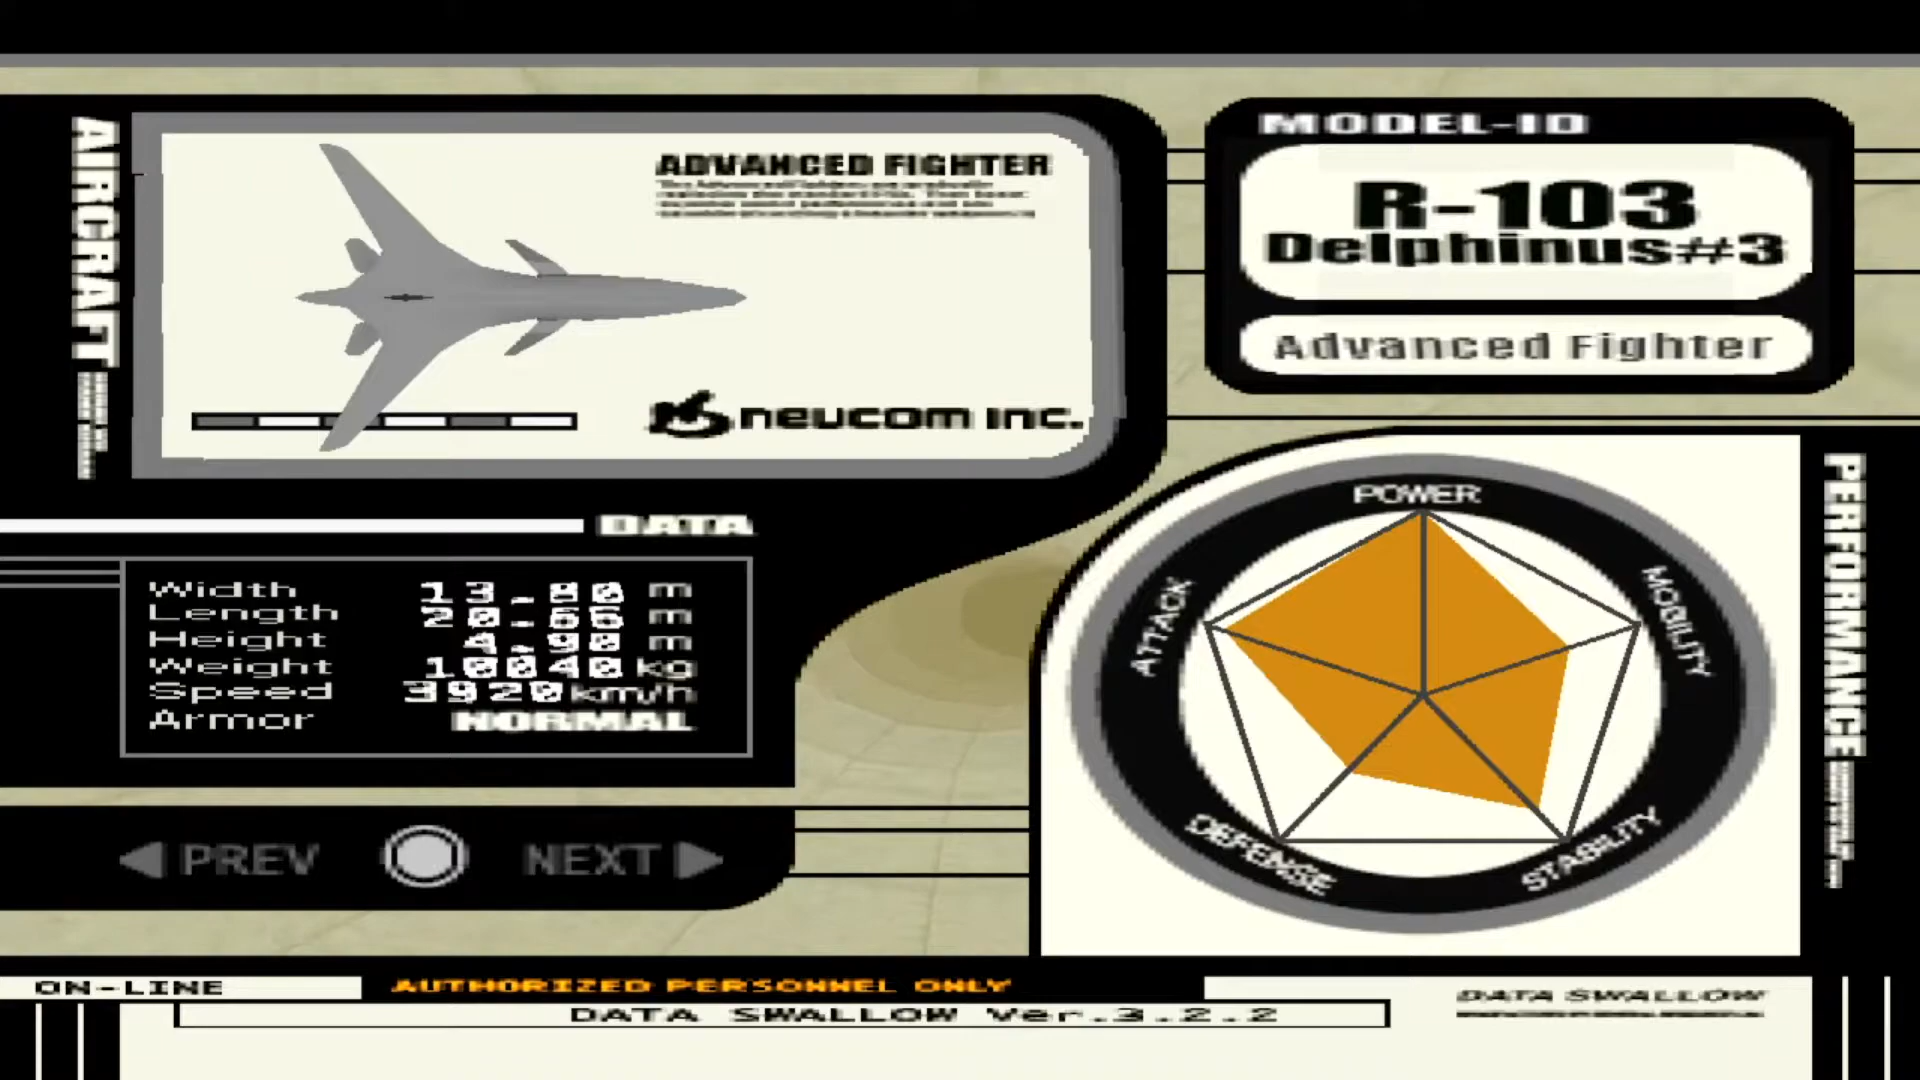 AIRCRAFT
ADVANCED FIGHTER
neucom inc.
MODEL-ID
R-103
Delphinus#3
Advanced Fighter
DATA
Width 13.80 m
Length 20.66 m
Height 4.90 m
Weight 10040 kg
Speed 3920 km/h
Armor NORMAL
PREV
NEXT
PERFORMANCE
POWER
MOBILITY
STABILITY
DEFENSE
ATTACK
ON-LINE
AUTHORIZED PERSONNEL ONLY
DATA SWALLOW Ver.3.2.2
DATA SWALLOW